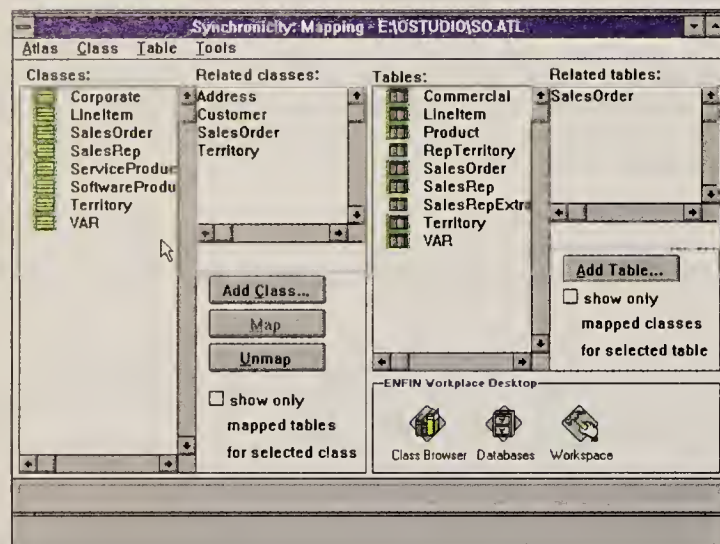 Synchronicity: Mapping - E:\OSTUDIO\SO.ATL
Atlas Class Table Tools
Classes:
Corporate
LineItem
SalesOrder
SalesRep
ServiceProduc
SoftwareProdu
Territory
VAR
Related classes:
Address
Customer
SalesOrder
Territory
Add Class...
Map
Unmap
show only
mapped tables
for selected class
Tables:
Commercial
LineItem
Product
RepTerritory
SalesOrder
SalesRep
SalesRepExtra
Territory
VAR
Related tables:
SalesOrder
Add Table...
show only
mapped classes
for selected table
ENFIN Workplace Desktop
Class Browser Databases Workspace